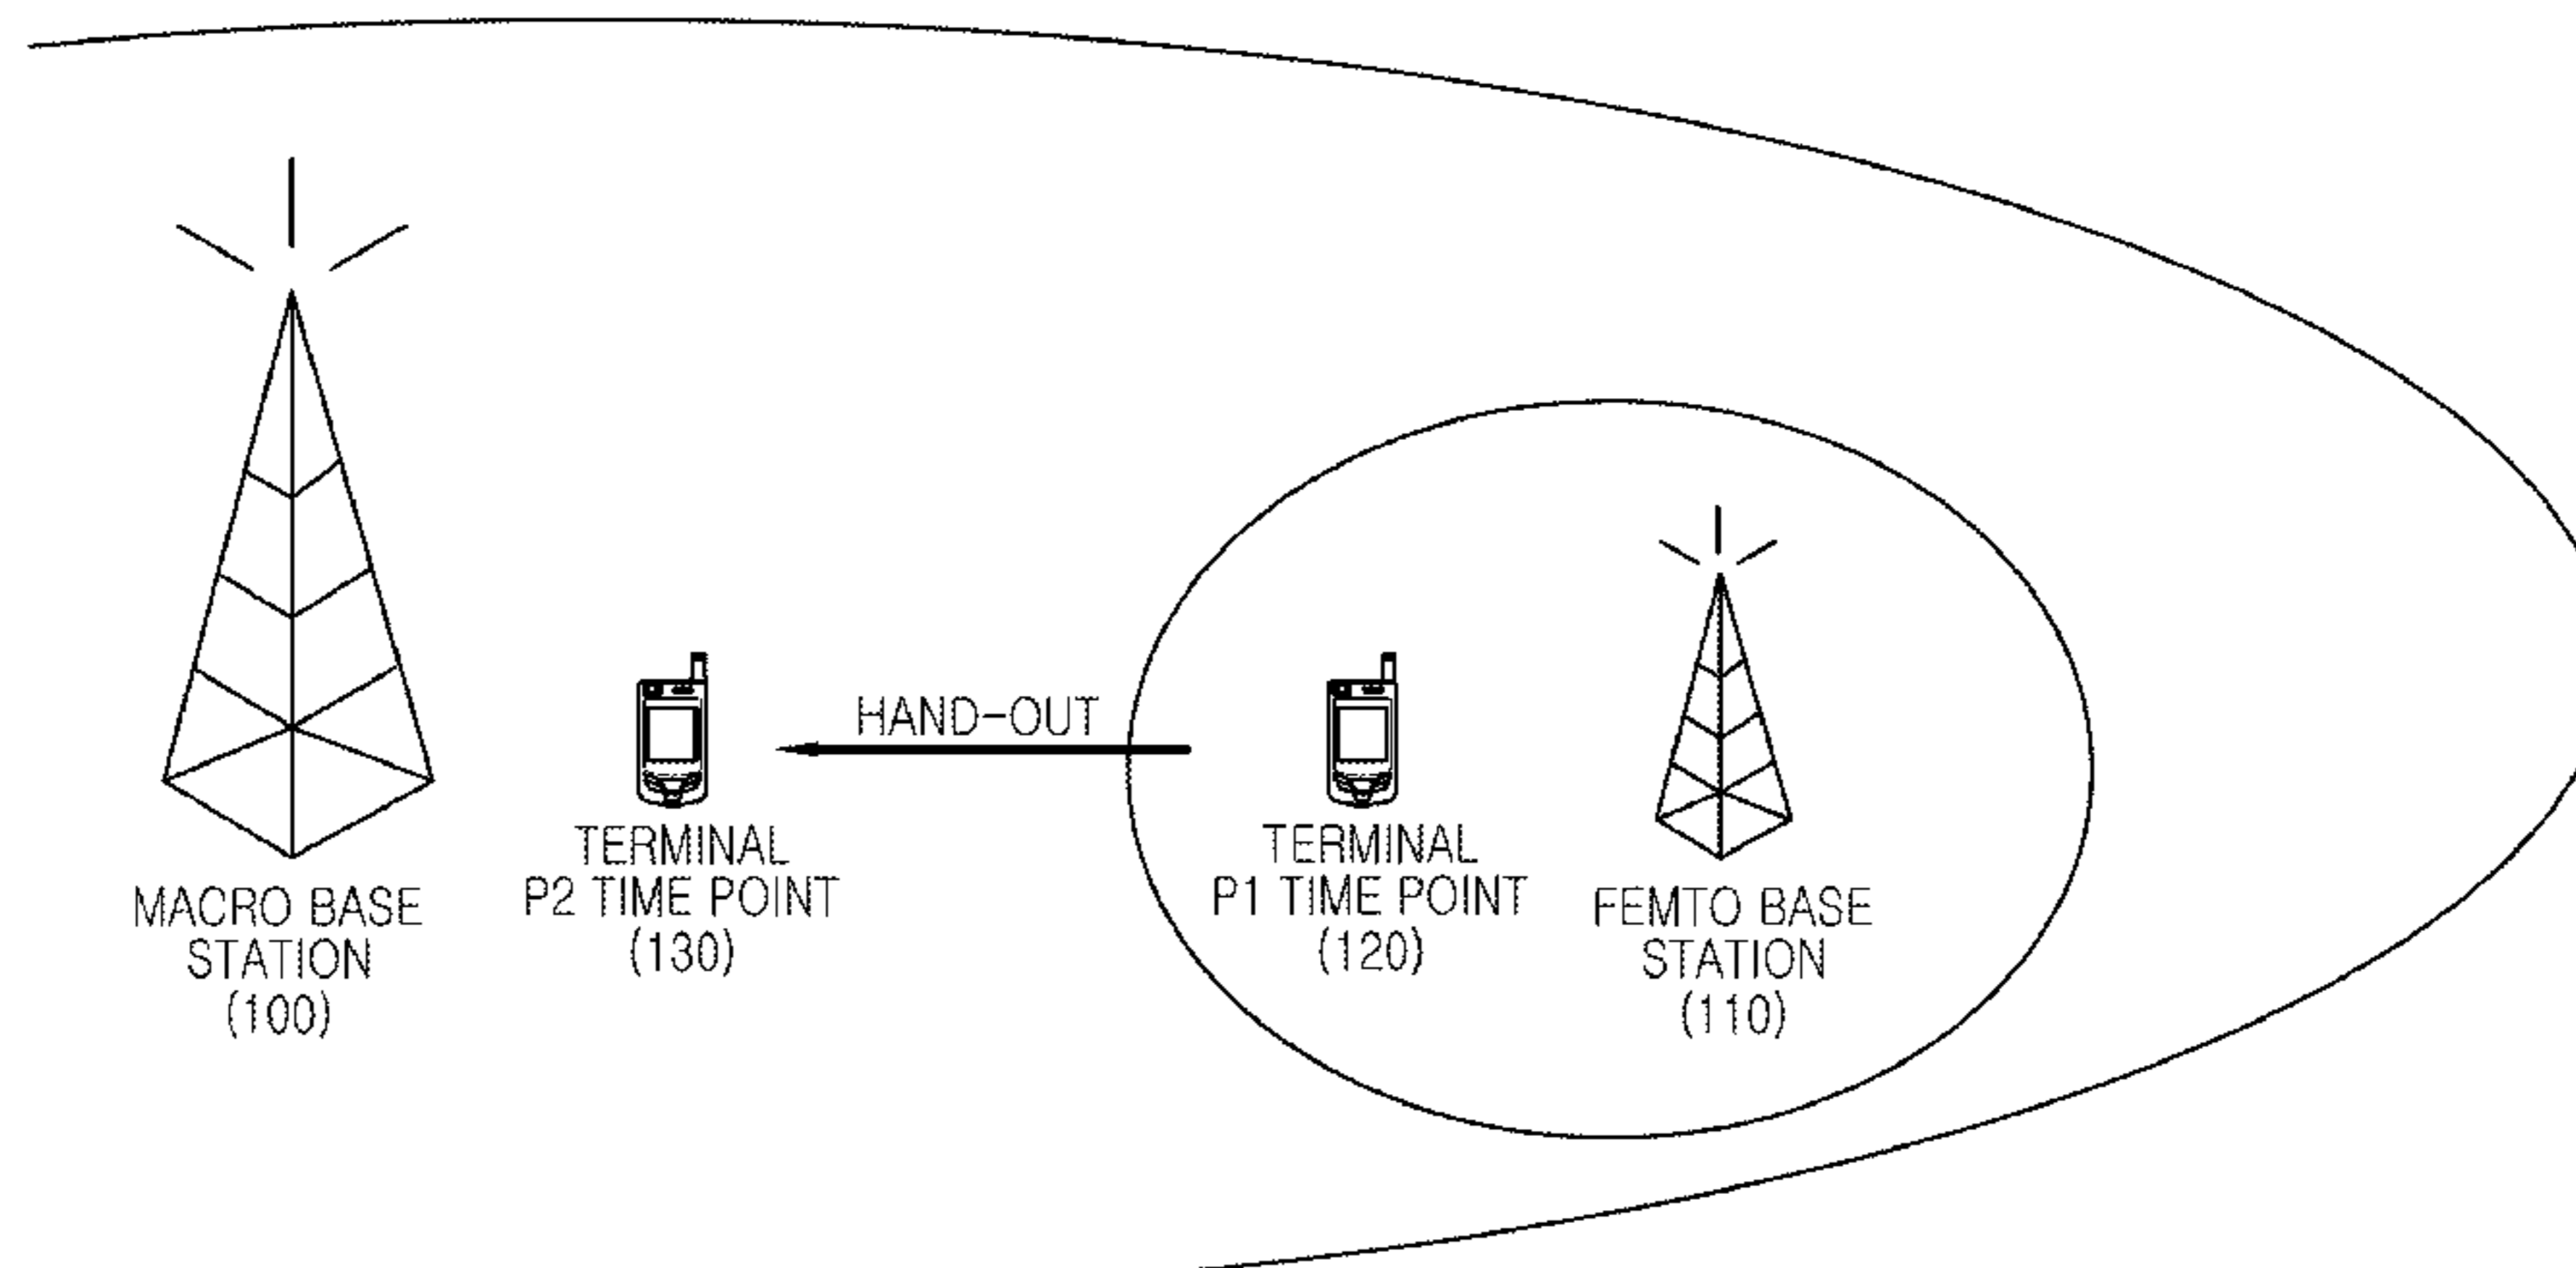 HAND-OUT
TERMINAL
P2 TIME POINT
(130)
TERMINAL
P1 TIME POINT
(120)
MACRO BASE
STATION
(100)
FEMTO BASE
STATION
(110)